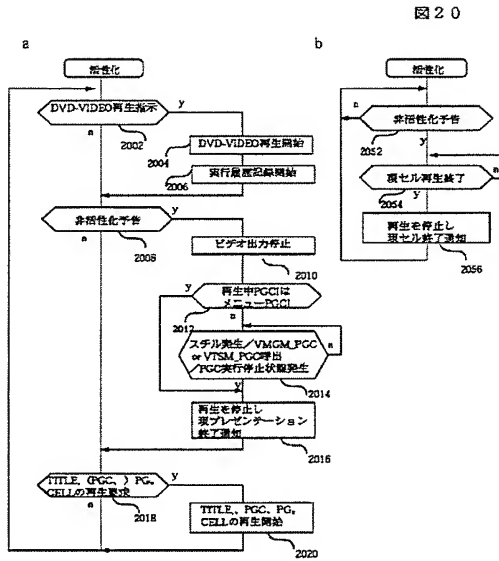 図20
a
活性化
DVD-VIDEO再生指示
y
n
2002
DVD-VIDEO再生開始
2004
実行履歴記録開始
2006
非活性化予告
y
n
2008
ビデオ出力停止
2010
再生中PGCIは
メニューPGCI
y
n
2012
スチル発生/VMGM_PGC
or VTSM_PGC呼出
/PGC実行停止状態発生
n
y
2014
再生を停止し
現プレゼンテーション
終了通知
2016
TITLE、(PGC、) PG、
CELLの再生要求
y
n
2018
TITLE、PGC、PG、
CELLの再生開始
2020
b
活性化
非活性化予告
n
y
2052
現セル再生終了
n
y
2054
再生を停止し
現セル終了通知
2056